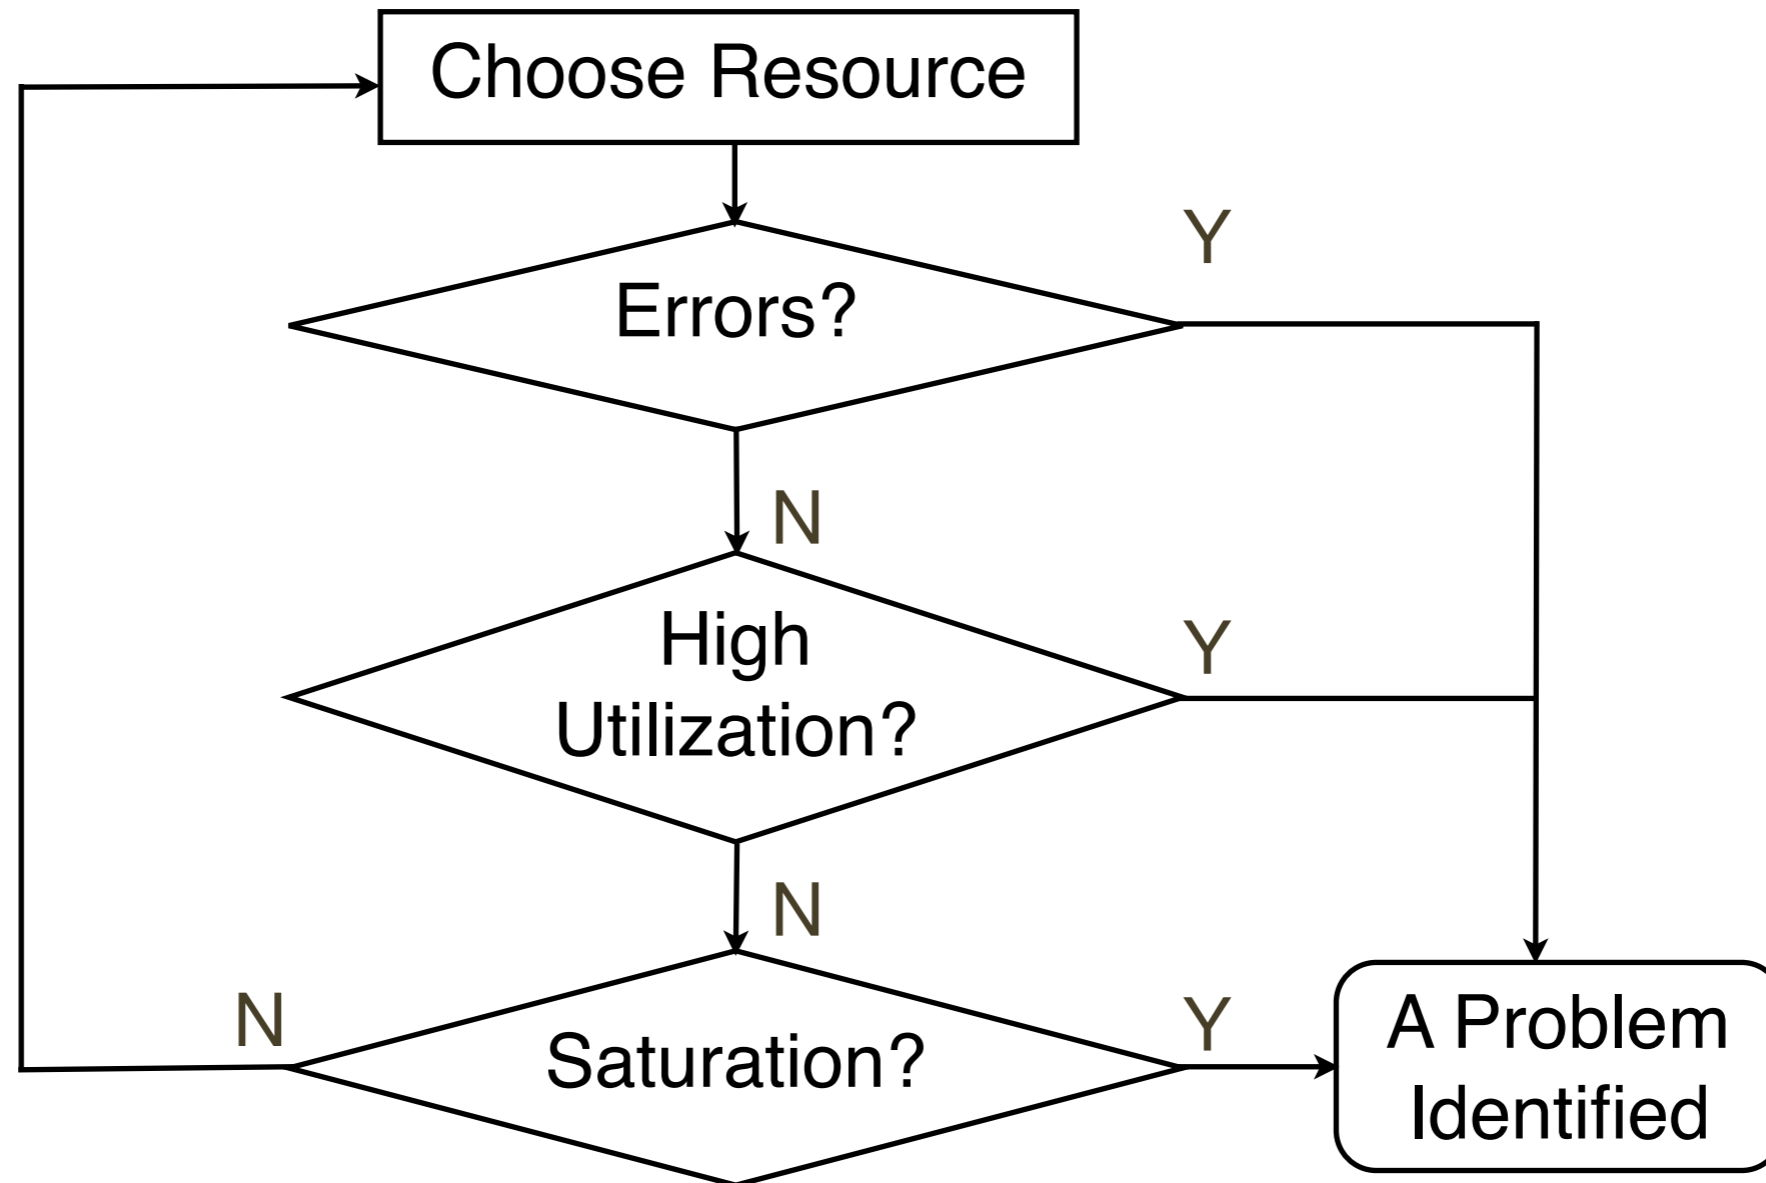 Choose Resource
Errors?
Y
N
High
Utilization?
Y
N
Saturation?
N
Y
A Problem
Identified